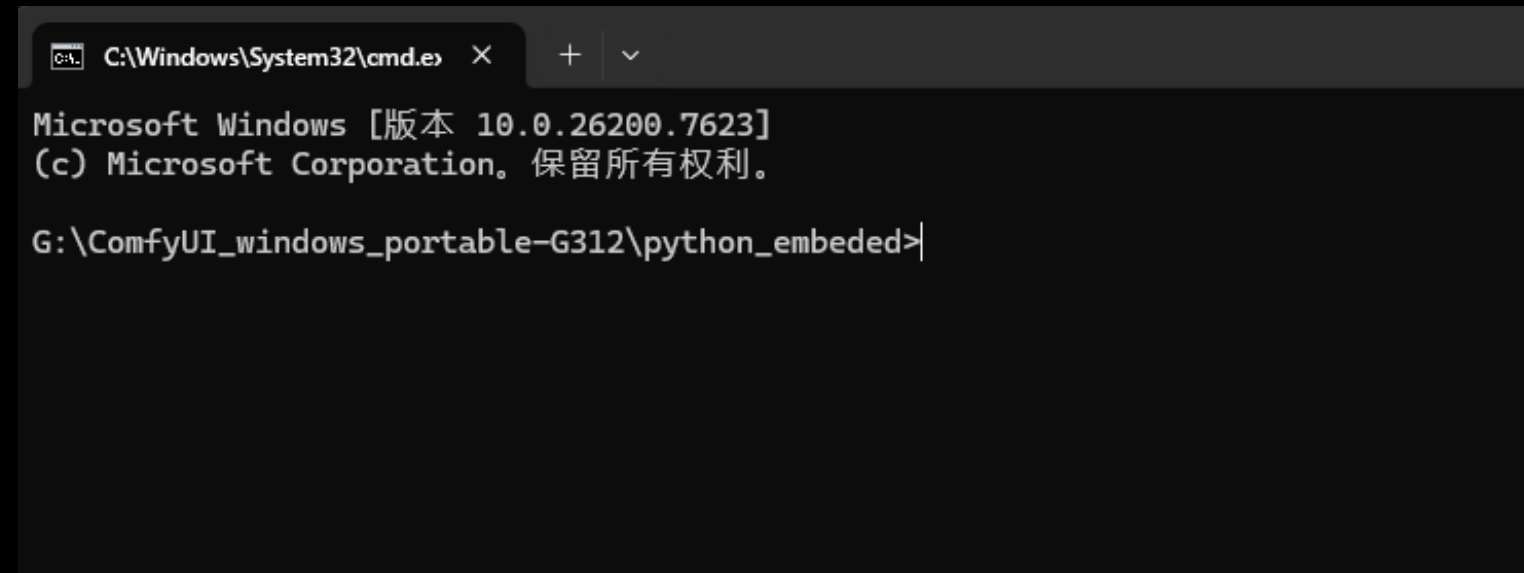 C:\Windows\System32\cmd.ex
Microsoft Windows [版本 10.0.26200.7623]
(c) Microsoft Corporation。保留所有权利。
G:\ComfyUI_windows_portable-G312\python_embeded>